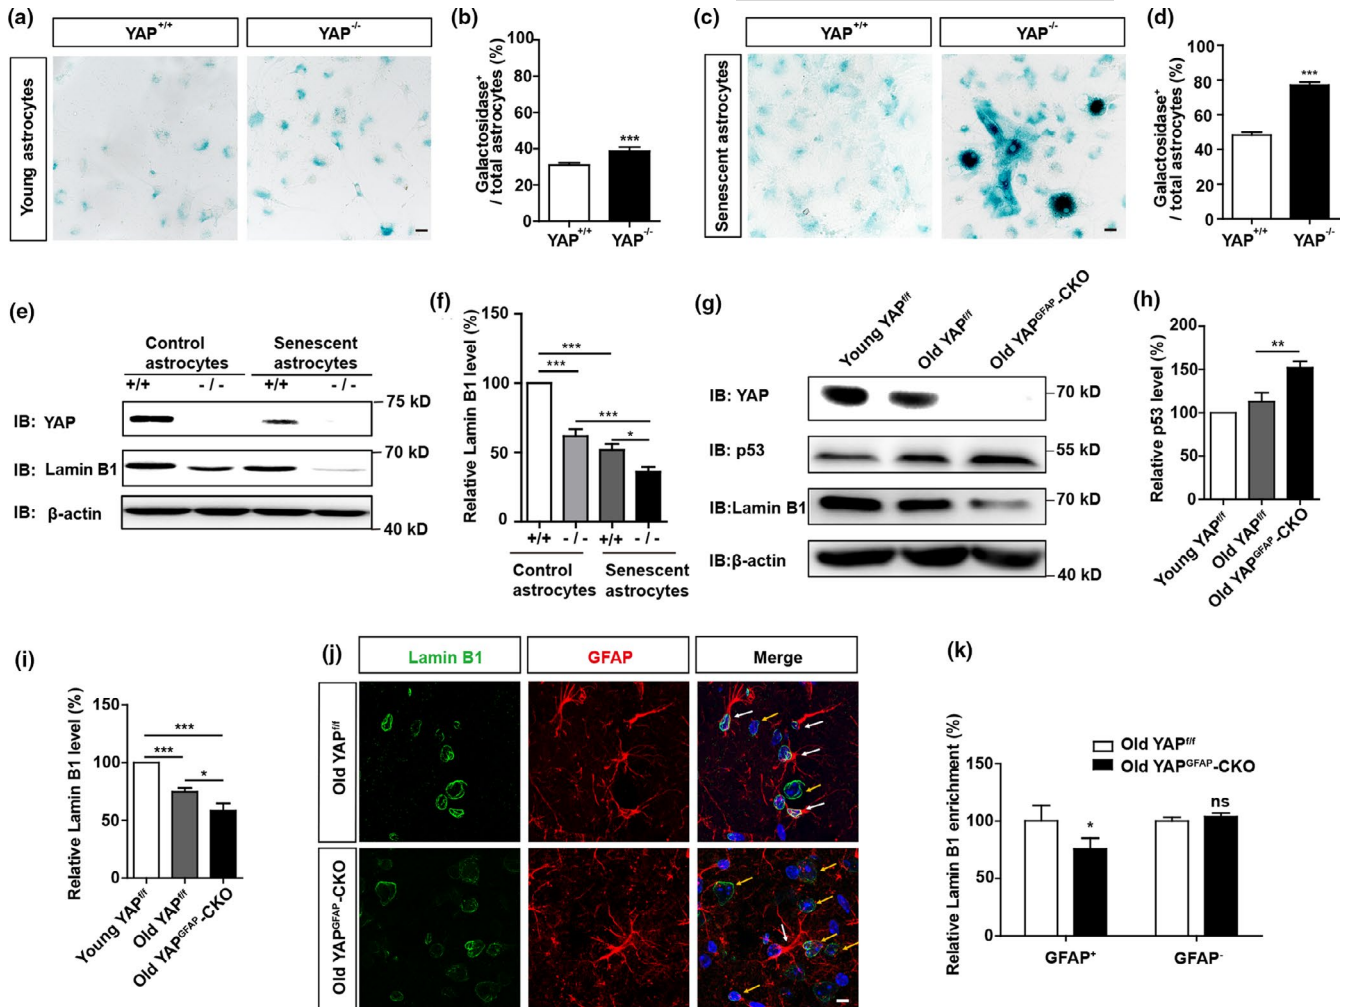 (a)
YAP+/+
YAP-/-
Young astrocytes
(b)
Galactosidase+
/ total astrocytes (%)
100
80
60
40
20
0
***
YAP+/+
YAP-/-
(c)
YAP+/+
YAP-/-
Senescent astrocytes
(d)
Galactosidase+
/ total astrocytes (%)
100
80
60
40
20
0
***
YAP+/+
YAP-/-
(e)
Control
astrocytes
Senescent
astrocytes
+/+
- / -
+/+
- / -
IB: YAP
75 kD
IB: Lamin B1
70 kD
IB: β-actin
40 kD
(f)
Relative Lamin B1 level (%)
150
100
50
0
***
***
***
*
+/+
- / -
+/+
- / -
Control
astrocytes
Senescent
astrocytes
(g)
Young YAPf/f
Old YAPf/f
Old YAPGFAP-CKO
IB: YAP
70 kD
IB: p53
55 kD
IB:Lamin B1
70 kD
IB:β-actin
40 kD
(h)
Relative p53 level (%)
200
150
100
50
0
**
Young YAPf/f
Old YAPf/f
Old YAPGFAP-CKO
(i)
Relative Lamin B1 level (%)
150
100
50
0
***
***
*
Young YAPf/f
Old YAPf/f
Old YAPGFAP-CKO
(j)
Lamin B1
GFAP
Merge
Old YAPf/f
Old YAPGFAP-CKO
(k)
Relative Lamin B1 enrichment (%)
Old YAPf/f
Old YAPGFAP-CKO
150
100
50
0
*
ns
GFAP+
GFAP-